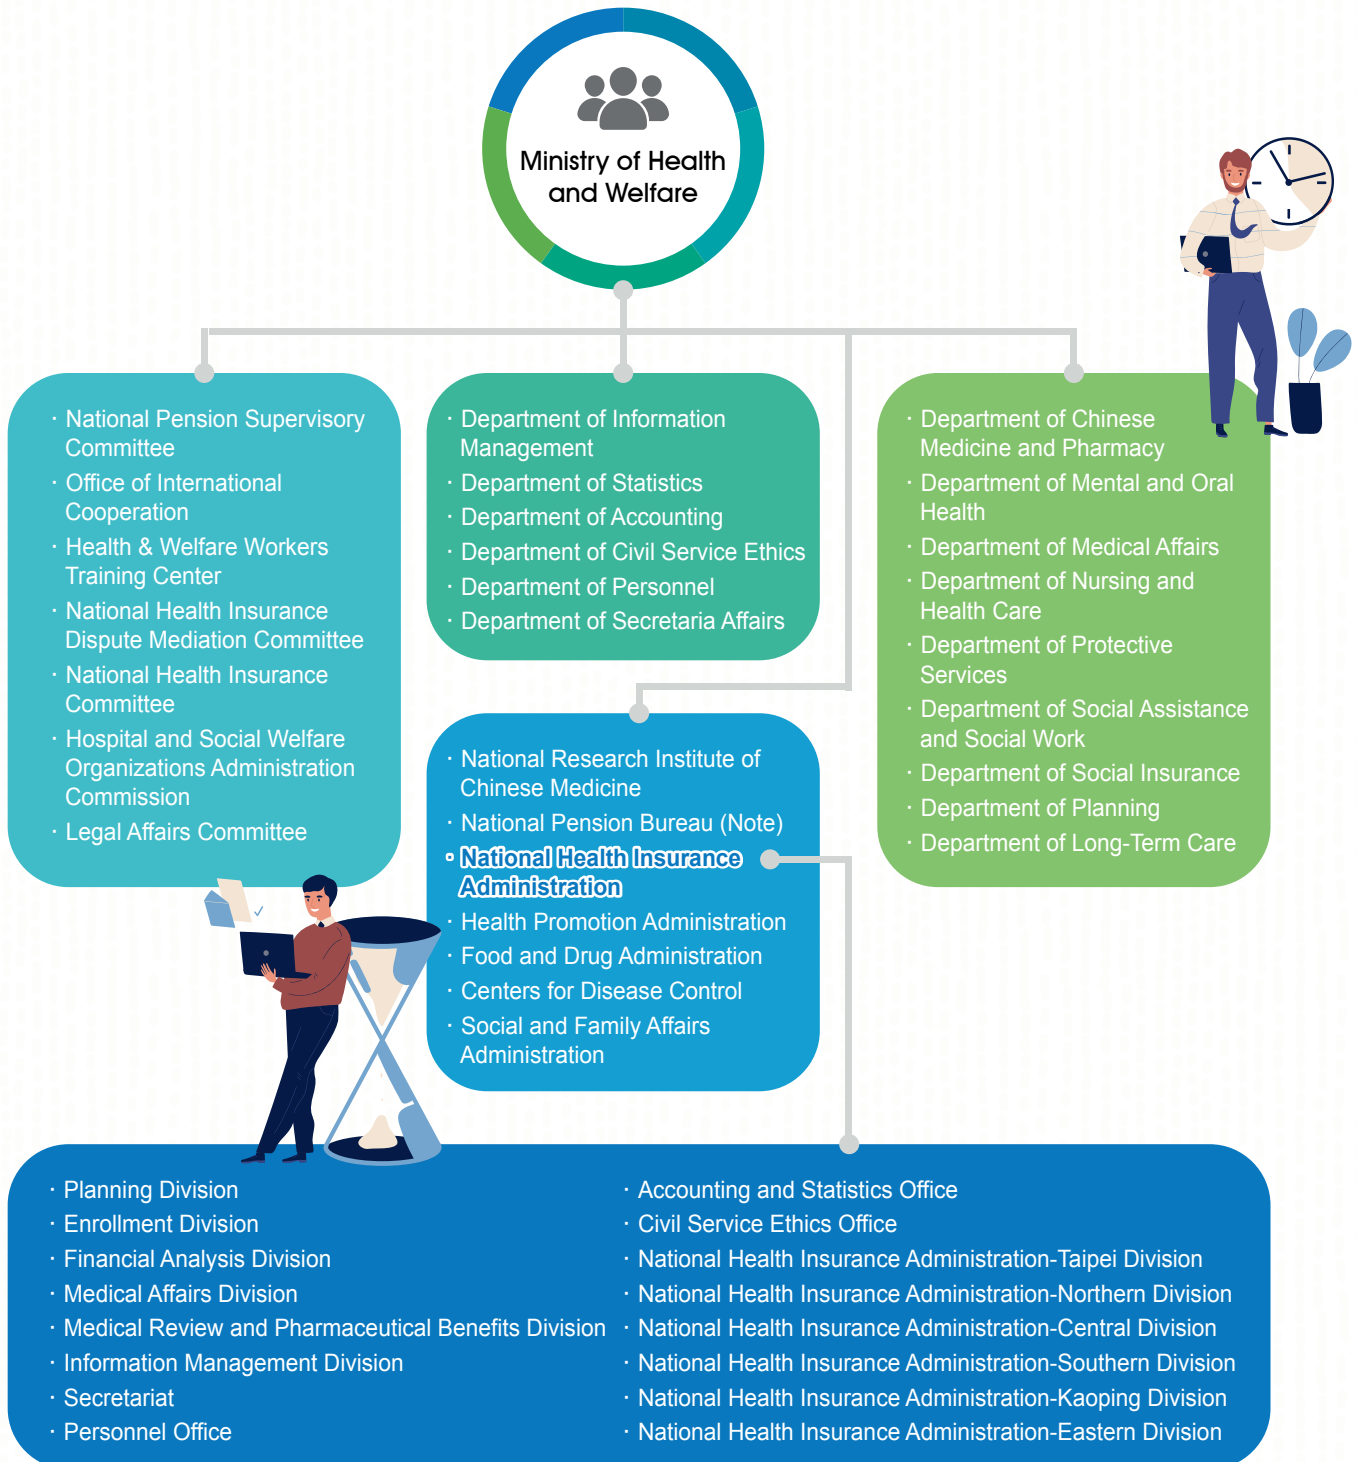 Ministry of Health
and Welfare
· National Pension Supervisory
Committee
· Office of International
Cooperation
· Health & Welfare Workers
Training Center
· National Health Insurance
Dispute Mediation Committee
· National Health Insurance
Committee
· Hospital and Social Welfare
Organizations Administration
Commission
· Legal Affairs Committee
· Department of Information
Management
· Department of Statistics
· Department of Accounting
· Department of Civil Service Ethics
· Department of Personnel
· Department of Secretaria Affairs
· Department of Chinese
Medicine and Pharmacy
· Department of Mental and Oral
Health
· Department of Medical Affairs
· Department of Nursing and
Health Care
· Department of Protective
Services
· Department of Social Assistance
and Social Work
· Department of Social Insurance
· Department of Planning
· Department of Long-Term Care
· National Research Institute of
Chinese Medicine
· National Pension Bureau (Note)
· National Health Insurance
Administration
· Health Promotion Administration
· Food and Drug Administration
· Centers for Disease Control
· Social and Family Affairs
Administration
· Planning Division
· Enrollment Division
· Financial Analysis Division
· Medical Affairs Division
· Medical Review and Pharmaceutical Benefits Division
· Information Management Division
· Secretariat
· Personnel Office
· Accounting and Statistics Office
· Civil Service Ethics Office
· National Health Insurance Administration-Taipei Division
· National Health Insurance Administration-Northern Division
· National Health Insurance Administration-Central Division
· National Health Insurance Administration-Southern Division
· National Health Insurance Administration-Kaoping Division
· National Health Insurance Administration-Eastern Division